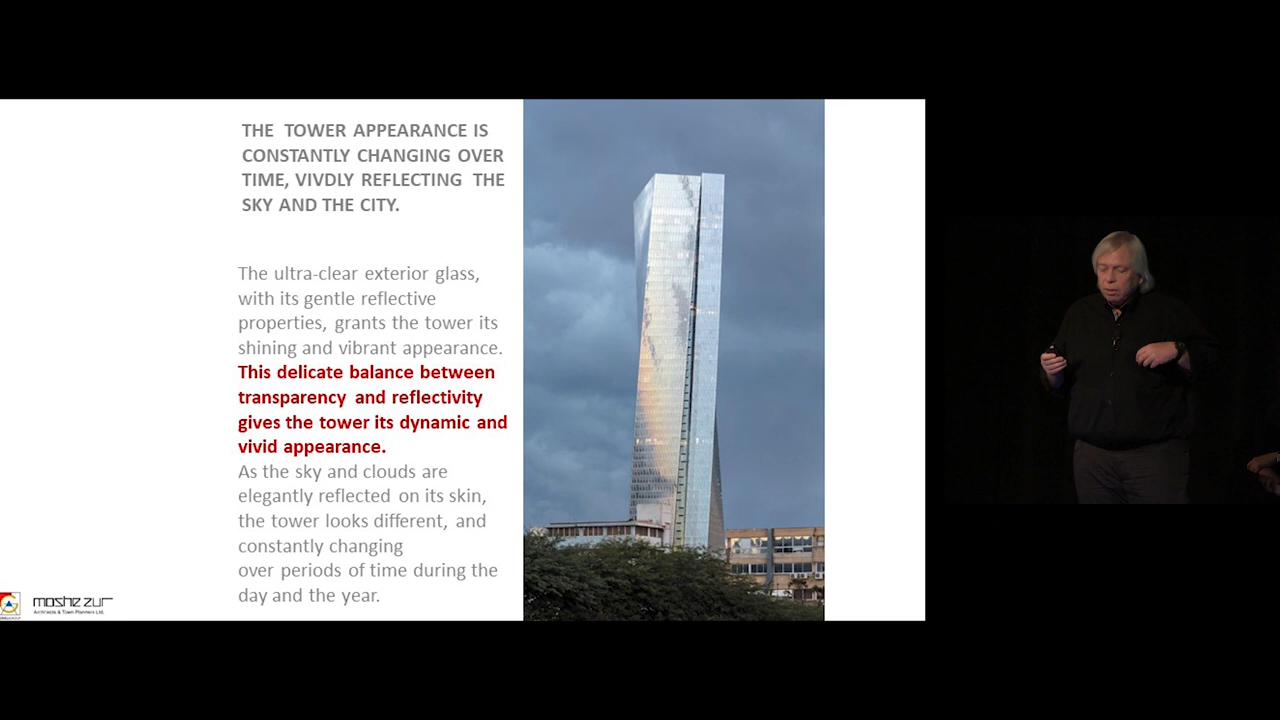 THE TOWER APPEARANCE IS
CONSTANTLY CHANGING OVER
TIME, VIVDLY REFLECTING THE
SKY AND THE CITY.
The ultra-clear exterior glass,
with its gentle reflective
properties, grants the tower its
shining and vibrant appearance.
This delicate balance between
transparency and reflectivity
gives the tower its dynamic and
vivid appearance.
As the sky and clouds are
elegantly reflected on its skin,
the tower looks different, and
constantly changing
over periods of time during the
day and the year.
moshe zur
Architects & Town Planners Ltd.